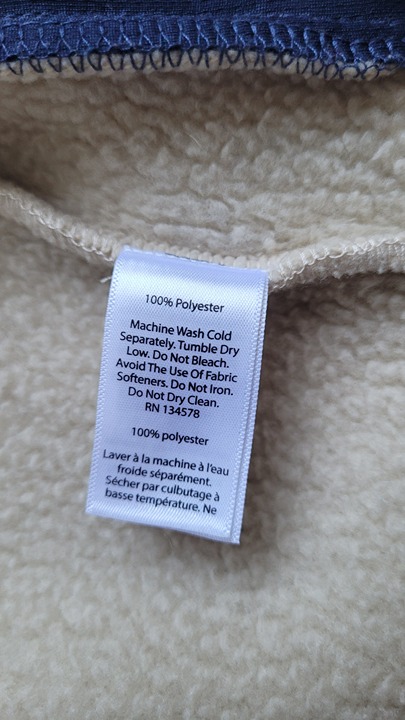 100% Polyester
Machine Wash Cold
Separately. Tumble Dry
Low. Do Not Bleach.
Avoid The Use Of Fabric
Softeners. Do Not Iron.
Do Not Dry Clean.
RN 134578
100% polyester
Laver à la machine à l'eau
froide séparément.
Sécher par culbutage à
basse température. Ne